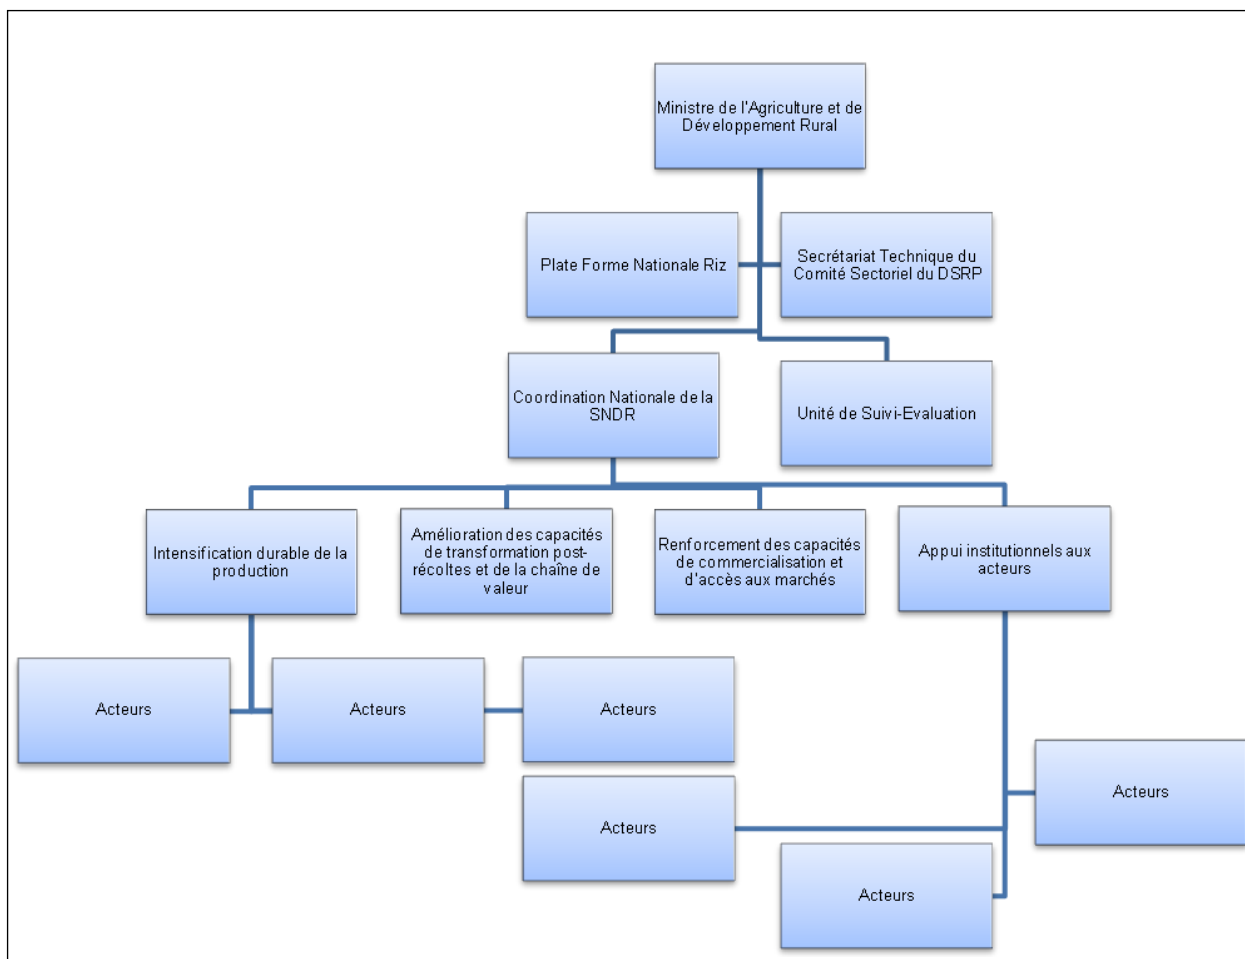 Ministre de l'Agriculture et de
Développement Rural
Plate Forme Nationale Riz
Secrétariat Technique du
Comité Sectoriel du DSRP
Coordination Nationale de la
SNDR
Unité de Suivi-Evaluation
Intensification durable de la
production
Amélioration des capacités
de transformation post-
récoltes et de la chaîne de
valeur
Renforcement des capacités
de commercialisation et
d'accès aux marchés
Appui institutionnels aux
acteurs
Acteurs
Acteurs
Acteurs
Acteurs
Acteurs
Acteurs